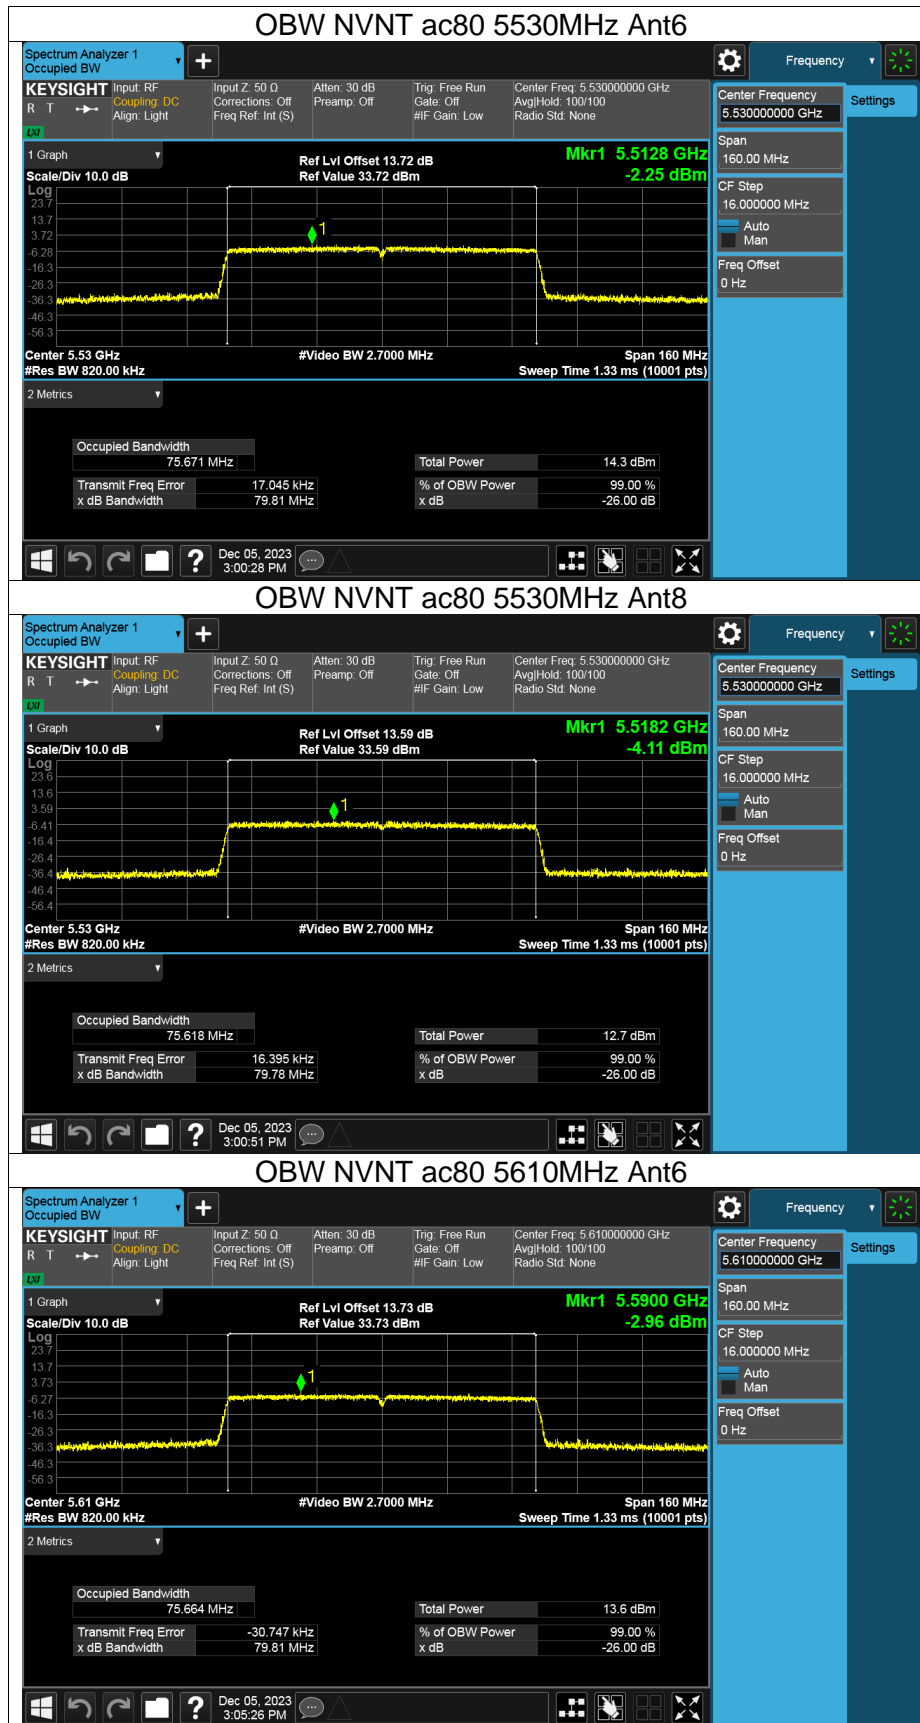 OBW NVNT ac80 5530MHz Ant6
Spectrum Analyzer 1
Occupied BW
+
Frequency
KEYSIGHT
R T
LXI
Input: RF
Coupling: DC
Align: Light
Input Z: 50 Ω
Corrections: Off
Freq Ref: Int (S)
Atten: 30 dB
Preamp: Off
Trig: Free Run
Gate: Off
#IF Gain: Low
Center Freq: 5.530000000 GHz
Avg|Hold: 100/100
Radio Std: None
Center Frequency
5.530000000 GHz
Settings
Span
160.00 MHz
CF Step
16.000000 MHz
Auto
Man
Freq Offset
0 Hz
1 Graph
Scale/Div 10.0 dB
Ref Lvl Offset 13.72 dB
Ref Value 33.72 dBm
Mkr1 5.5128 GHz
-2.25 dBm
Log
23.7
13.7
3.72
-6.28
-16.3
-26.3
-36.3
-46.3
-56.3
1
Center 5.53 GHz
#Res BW 820.00 kHz
#Video BW 2.7000 MHz
Span 160 MHz
Sweep Time 1.33 ms (10001 pts)
2 Metrics
Occupied Bandwidth
75.671 MHz
Total Power 14.3 dBm
Transmit Freq Error 17.045 kHz
% of OBW Power 99.00 %
x dB Bandwidth 79.81 MHz
x dB -26.00 dB
?
Dec 05, 2023
3:00:28 PM
OBW NVNT ac80 5530MHz Ant8
Spectrum Analyzer 1
Occupied BW
+
Frequency
KEYSIGHT
R T
LXI
Input: RF
Coupling: DC
Align: Light
Input Z: 50 Ω
Corrections: Off
Freq Ref: Int (S)
Atten: 30 dB
Preamp: Off
Trig: Free Run
Gate: Off
#IF Gain: Low
Center Freq: 5.530000000 GHz
Avg|Hold: 100/100
Radio Std: None
Center Frequency
5.530000000 GHz
Settings
Span
160.00 MHz
CF Step
16.000000 MHz
Auto
Man
Freq Offset
0 Hz
1 Graph
Scale/Div 10.0 dB
Ref Lvl Offset 13.59 dB
Ref Value 33.59 dBm
Mkr1 5.5182 GHz
-4.11 dBm
Log
23.6
13.6
3.59
-6.41
-16.4
-26.4
-36.4
-46.4
-56.4
1
Center 5.53 GHz
#Res BW 820.00 kHz
#Video BW 2.7000 MHz
Span 160 MHz
Sweep Time 1.33 ms (10001 pts)
2 Metrics
Occupied Bandwidth
75.618 MHz
Total Power 12.7 dBm
Transmit Freq Error 16.395 kHz
% of OBW Power 99.00 %
x dB Bandwidth 79.78 MHz
x dB -26.00 dB
?
Dec 05, 2023
3:00:51 PM
OBW NVNT ac80 5610MHz Ant6
Spectrum Analyzer 1
Occupied BW
+
Frequency
KEYSIGHT
R T
LXI
Input: RF
Coupling: DC
Align: Light
Input Z: 50 Ω
Corrections: Off
Freq Ref: Int (S)
Atten: 30 dB
Preamp: Off
Trig: Free Run
Gate: Off
#IF Gain: Low
Center Freq: 5.610000000 GHz
Avg|Hold: 100/100
Radio Std: None
Center Frequency
5.610000000 GHz
Settings
Span
160.00 MHz
CF Step
16.000000 MHz
Auto
Man
Freq Offset
0 Hz
1 Graph
Scale/Div 10.0 dB
Ref Lvl Offset 13.73 dB
Ref Value 33.73 dBm
Mkr1 5.5900 GHz
-2.96 dBm
Log
23.7
13.7
3.73
-6.27
-16.3
-26.3
-36.3
-46.3
-56.3
1
Center 5.61 GHz
#Res BW 820.00 kHz
#Video BW 2.7000 MHz
Span 160 MHz
Sweep Time 1.33 ms (10001 pts)
2 Metrics
Occupied Bandwidth
75.664 MHz
Total Power 13.6 dBm
Transmit Freq Error -30.747 kHz
% of OBW Power 99.00 %
x dB Bandwidth 79.81 MHz
x dB -26.00 dB
?
Dec 05, 2023
3:05:26 PM